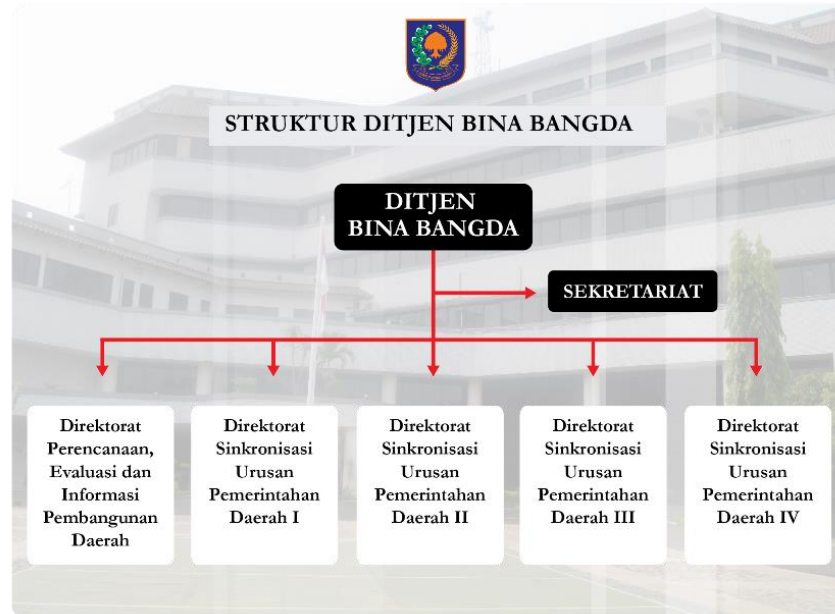 STRUKTUR DITJEN BINA BANGDA
DITJEN
BINA BANGDA
SEKRETARIAT
Direktorat
Perencanaan,
Evaluasi dan
Informasi
Pembangunan
Daerah
Direktorat
Sinkronisasi
Urusan
Pemerintahan
Daerah I
Direktorat
Sinkronisasi
Urusan
Pemerintahan
Daerah II
Direktorat
Sinkronisasi
Urusan
Pemerintahan
Daerah III
Direktorat
Sinkronisasi
Urusan
Pemerintahan
Daerah IV